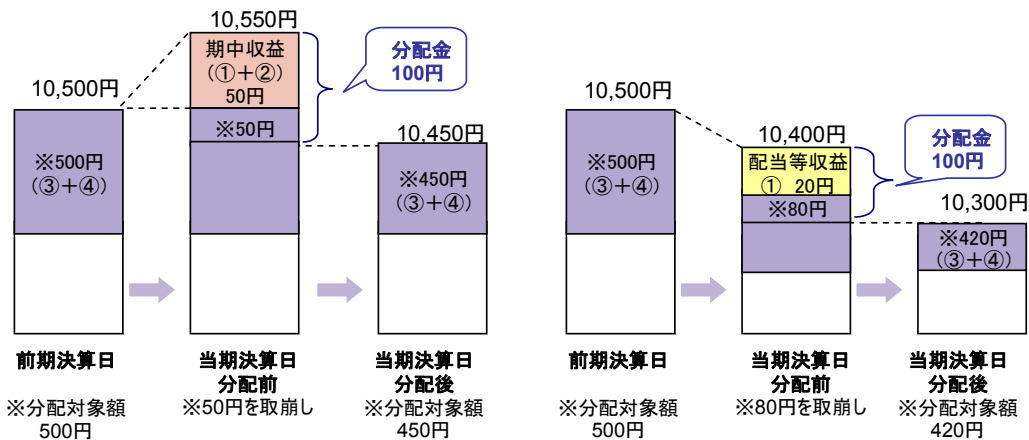 10,550円
期中収益
(①+②)
50円
分配金
100円
10,500円
※50円
10,450円
※500円
(③+④)
※450円
(③+④)
前期決算日
当期決算日
分配前
当期決算日
分配後
※分配対象額
500円
※50円を取崩し
※分配対象額
450円
10,500円
10,400円
分配金
100円
※500円
(③+④)
配当等収益
① 20円
※80円
10,300円
※420円
(③+④)
前期決算日
当期決算日
分配前
当期決算日
分配後
※分配対象額
500円
※80円を取崩し
※分配対象額
420円